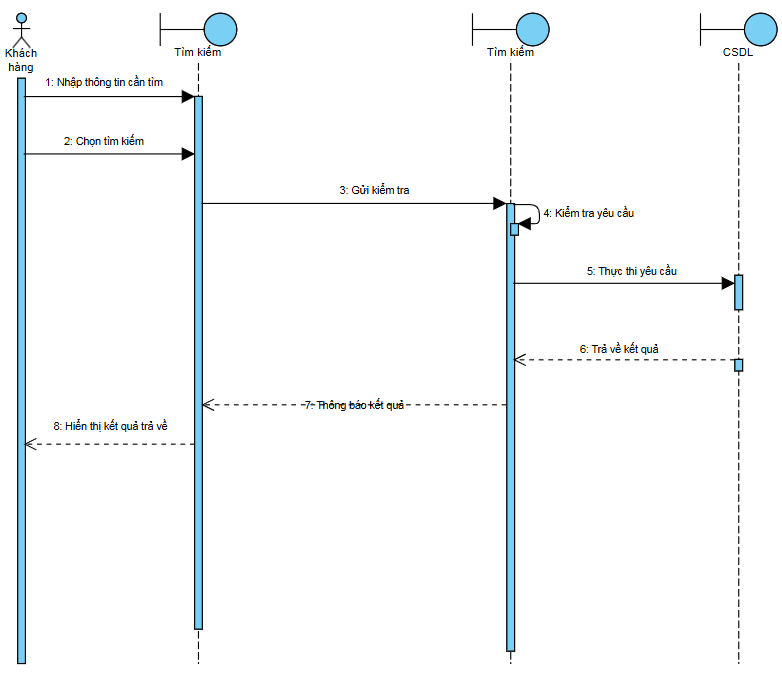 Khách
hàng
Tìm kiếm
Tìm kiếm
CSDL
1: Nhập thông tin cần tìm
2: Chọn tìm kiếm
3: Gửi kiểm tra
4: Kiểm tra yêu cầu
5: Thực thi yêu cầu
6: Trả về kết quả
7: Thông báo kết quả
8: Hiển thị kết quả trả về